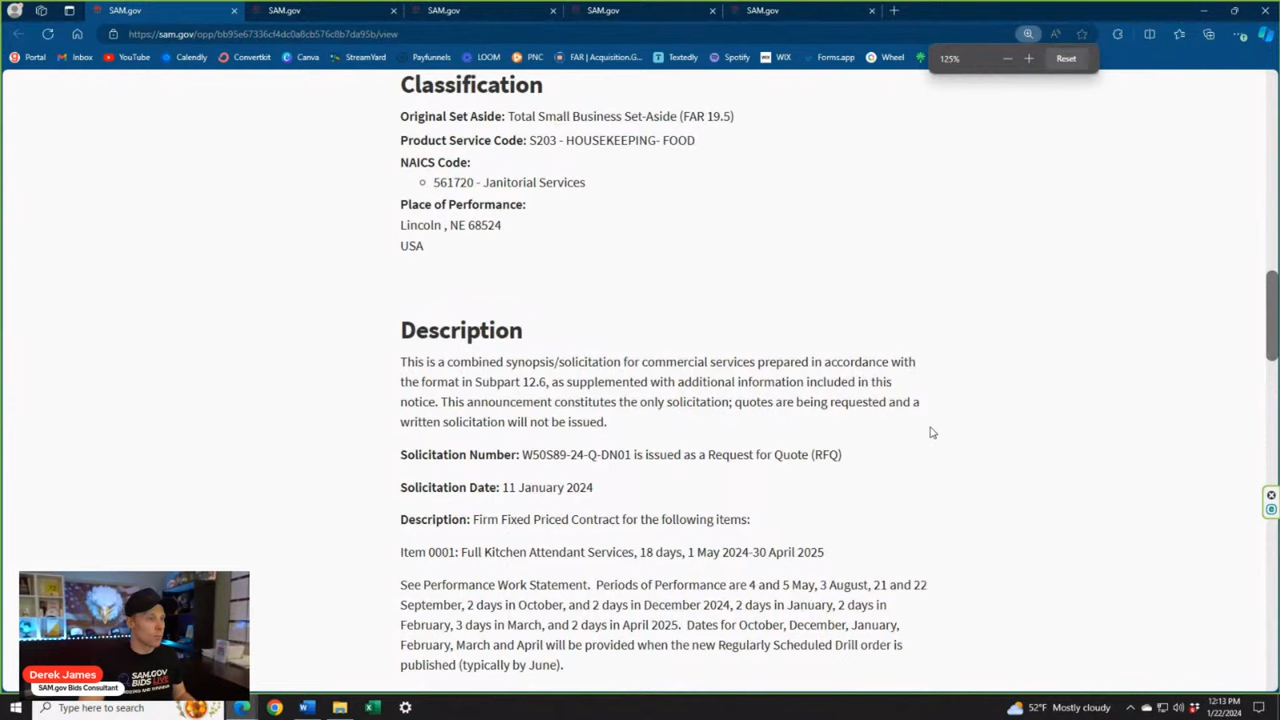 SAM.gov
SAM.gov
SAM.gov
SAM.gov
SAM.gov
https://sam.gov/opp/bb95e67336cf4dc0a8cb576c8b7da95b/view
Portal
Inbox
YouTube
Calendly
Convertkit
Canva
StreamYard
Payfunnels
LOOM
PNC
FAR | Acquisition.G...
Textedly
Spotify
WIX
Forms.app
Wheel
125%
Reset
Classification
Original Set Aside: Total Small Business Set-Aside (FAR 19.5)
Product Service Code: S203 - HOUSEKEEPING- FOOD
NAICS Code:
561720 - Janitorial Services
Place of Performance:
Lincoln , NE 68524
USA
Description
This is a combined synopsis/solicitation for commercial services prepared in accordance with
the format in Subpart 12.6, as supplemented with additional information included in this
notice. This announcement constitutes the only solicitation; quotes are being requested and a
written solicitation will not be issued.
Solicitation Number: W50S89-24-Q-DN01 is issued as a Request for Quote (RFQ)
Solicitation Date: 11 January 2024
Description: Firm Fixed Priced Contract for the following items:
Item 0001: Full Kitchen Attendant Services, 18 days, 1 May 2024-30 April 2025
See Performance Work Statement. Periods of Performance are 4 and 5 May, 3 August, 21 and 22
September, 2 days in October, and 2 days in December 2024, 2 days in January, 2 days in
February, 3 days in March, and 2 days in April 2025. Dates for October, December, January,
February, March and April will be provided when the new Regularly Scheduled Drill order is
published (typically by June).
SAM.GOV
BIDS LIVE
Derek James
SAM.gov Bids Consultant
Type here to search
52°F Mostly cloudy
12:13 PM
1/22/2024